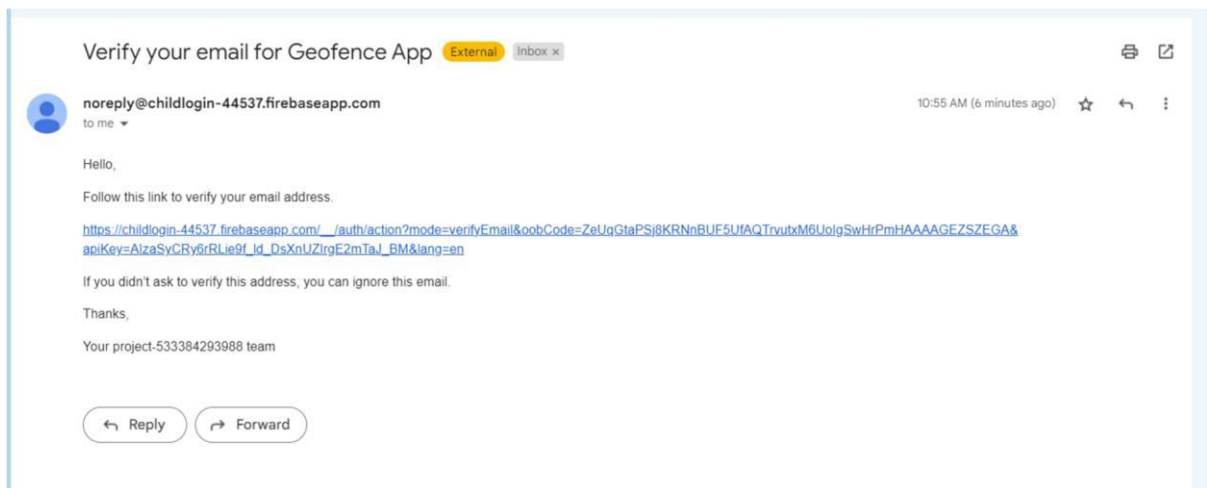 Verify your email for Geofence App External Inbox ×
noreply@childlogin-44537.firebaseapp.com 10:55 AM (6 minutes ago)
to me
Hello,
Follow this link to verify your email address.
https://childlogin-44537.firebaseapp.com/__/auth/action?mode=verifyEmail&oobCode=ZeUqGtaPSj8KRNnBUF5UfAQTrvutxM6UolgSwHrPmHAAAAGEZSZEGA&
apiKey=AIzaSyCRy6rRLie9f_ld_DsXnUZIrgE2mTaJ_BM&lang=en
If you didn't ask to verify this address, you can ignore this email.
Thanks,
Your project-533384293988 team
Reply Forward